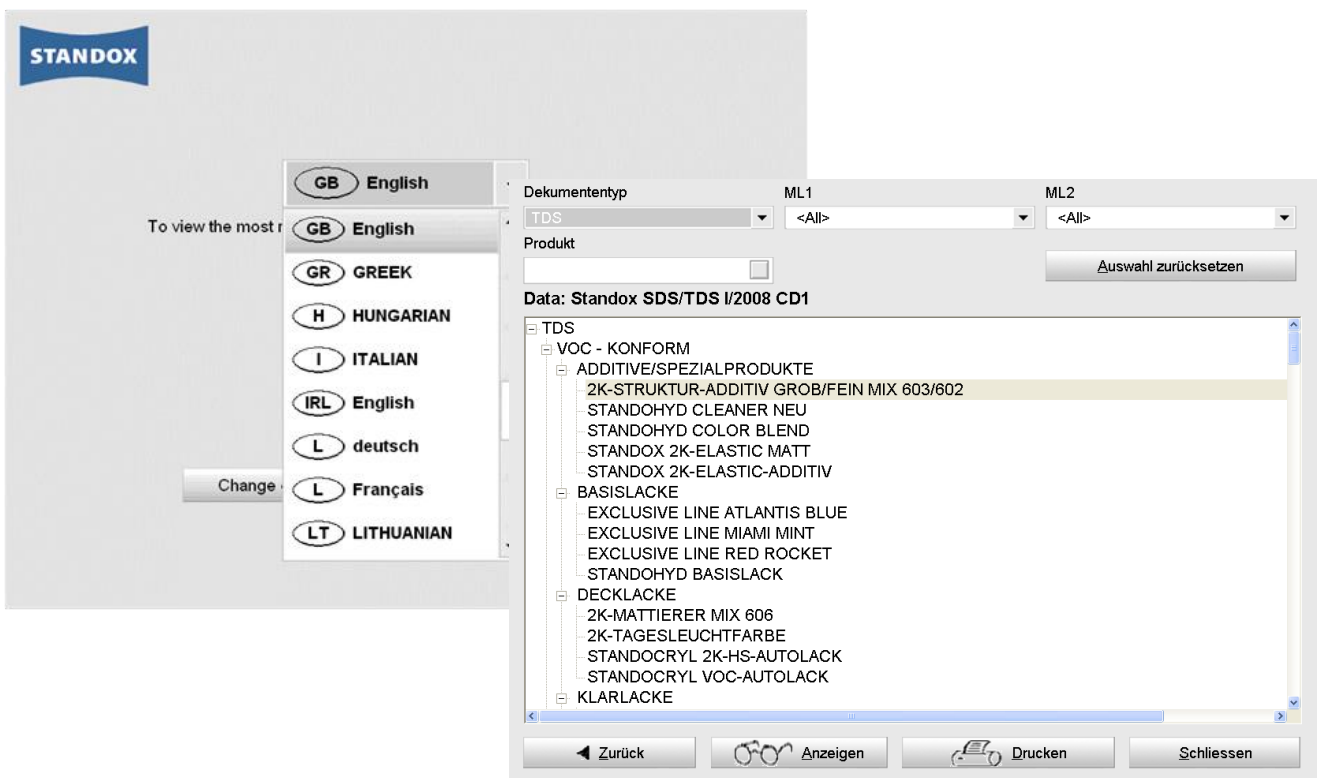 STANDOX
GB English
To view the most
GB English
GR GREEK
H HUNGARIAN
I ITALIAN
IRL English
L deutsch
Change
L Français
LT LITHUANIAN
Dekumententyp ML1 ML2
TDS <All> <All>
Produkt
Auswahl zurücksetzen
Data: Standox SDS/TDS I/2008 CD1
TDS
VOC - KONFORM
ADDITIVE/SPEZIALPRODUKTE
2K-STRUKTUR-ADDITIV GROB/FEIN MIX 603/602
STANDOHYD CLEANER NEU
STANDOHYD COLOR BLEND
STANDOX 2K-ELASTIC MATT
STANDOX 2K-ELASTIC-ADDITIV
BASISLACKE
EXCLUSIVE LINE ATLANTIS BLUE
EXCLUSIVE LINE MIAMI MINT
EXCLUSIVE LINE RED ROCKET
STANDOHYD BASISLACK
DECKLACKE
2K-MATTIERER MIX 606
2K-TAGESLEUCHTFARBE
STANDOCRYL 2K-HS-AUTOLACK
STANDOCRYL VOC-AUTOLACK
KLARLACKE
Zurück Anzeigen Drucken Schliessen